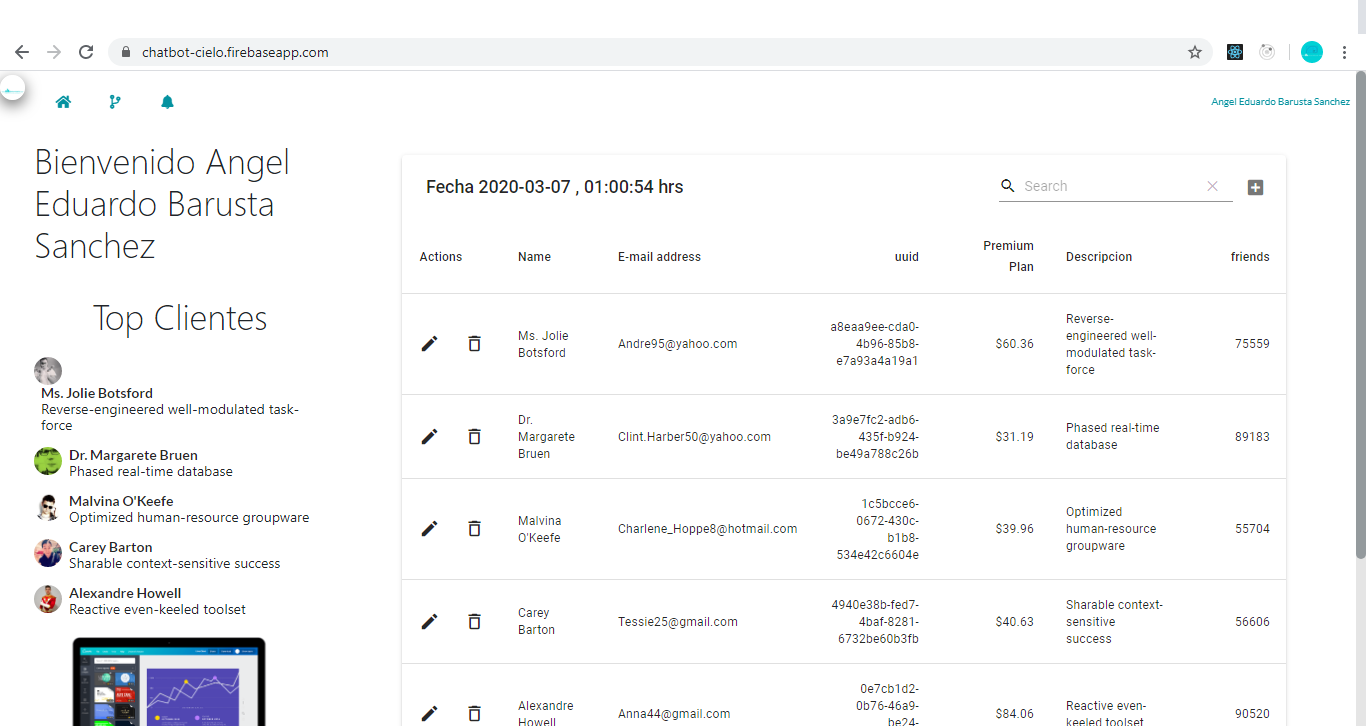 chatbot-cielo.firebaseapp.com
Angel Eduardo Barusta Sanchez
Bienvenido Angel
Eduardo Barusta
Sanchez
Top Clientes
Ms. Jolie Botsford
Reverse-engineered well-modulated task-
force
Dr. Margarete Bruen
Phased real-time database
Malvina O'Keefe
Optimized human-resource groupware
Carey Barton
Sharable context-sensitive success
Alexandre Howell
Reactive even-keeled toolset
Fecha 2020-03-07 , 01:00:54 hrs
Search
Actions
Name
E-mail address
uuid
Premium
Plan
Descripcion
friends
Ms. Jolie
Botsford
Andre95@yahoo.com
a8eaa9ee-cda0-
4b96-85b8-
e7a93a4a19a1
$60.36
Reverse-
engineered well-
modulated task-
force
75559
Dr.
Margarete
Bruen
Clint.Harber50@yahoo.com
3a9e7fc2-adb6-
435f-b924-
be49a788c26b
$31.19
Phased real-time
database
89183
Malvina
O'Keefe
Charlene_Hoppe8@hotmail.com
1c5bcce6-
0672-430c-
b1b8-
534e42c6604e
$39.96
Optimized
human-resource
groupware
55704
Carey
Barton
Tessie25@gmail.com
4940e38b-fed7-
4baf-8281-
6732be60b3fb
$40.63
Sharable context-
sensitive
success
56606
Alexandre
Howell
Anna44@gmail.com
0e7cb1d2-
0b76-46a9-
be24-
$84.06
Reactive even-
keeled toolset
90520